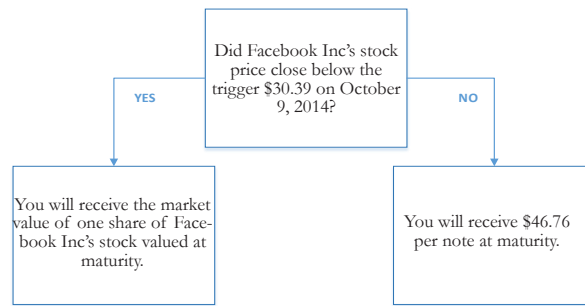 Did Facebook Inc's stock
price close below the
trigger $30.39 on October
9, 2014?
YES
NO
You will receive the market
value of one share of Face-
book Inc's stock valued at
maturity.
You will receive $46.76
per note at maturity.